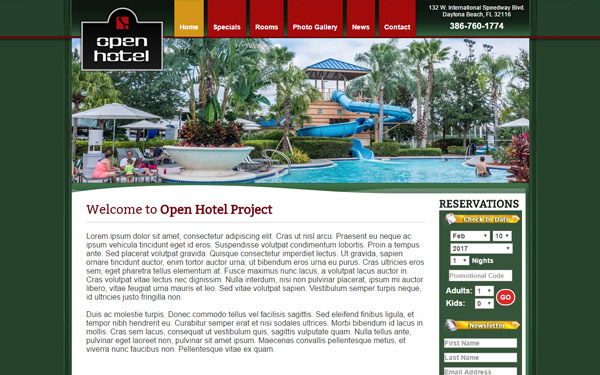 open
hotel
Home
Specials
Rooms
Photo Gallery
News
Contact
132 W. International Speedway Blvd.
Daytona Beach, FL 32116
386-760-1774
Welcome to Open Hotel Project
Lorem ipsum dolor sit amet, consectetur adipiscing elit. Cras ut nisl arcu. Praesent eu neque ac
ipsum vehicula tincidunt eget id eros. Suspendisse volutpat condimentum lobortis. Proin a tempus
ante. Sed placerat volutpat gravida. Quisque consectetur imperdiet lectus. Ut gravida, sapien
ornare tincidunt auctor, enim tortor auctor urna, ut bibendum eros urna eu purus. Cras ultricies eros
sem, eget pharetra tellus elementum at. Fusce maximus nunc lacus, a volutpat lacus auctor in.
Cras volutpat vitae lectus nec dignissim. Nulla interdum, nisi non pulvinar placerat, ipsum mi auctor
libero, vitae feugiat urna mauris et leo. Sed vitae volutpat sapien. Vestibulum semper turpis neque,
id ultricies justo fringilla non.
Duis ac molestie turpis. Donec commodo tellus vel facilisis sagittis. Sed eleifend finibus ligula, et
tempor nibh hendrerit eu. Curabitur semper erat et nisi sodales ultrices. Morbi bibendum id lacus in
mollis. Cras sem lacus, consequat ut vestibulum quis, sagittis vulputate quam. Nulla tellus ante,
pulvinar eget laoreet non, pulvinar sit amet ipsum. Maecenas convallis pellentesque metus, et
viverra nunc faucibus non. Pellentesque vitae ex quam.
RESERVATIONS
Check In Date
Feb 10
2017
1 Nights
Promotional Code
Adults: 1
Kids: 0
GO
Newsletter
First Name
Last Name
Email Address